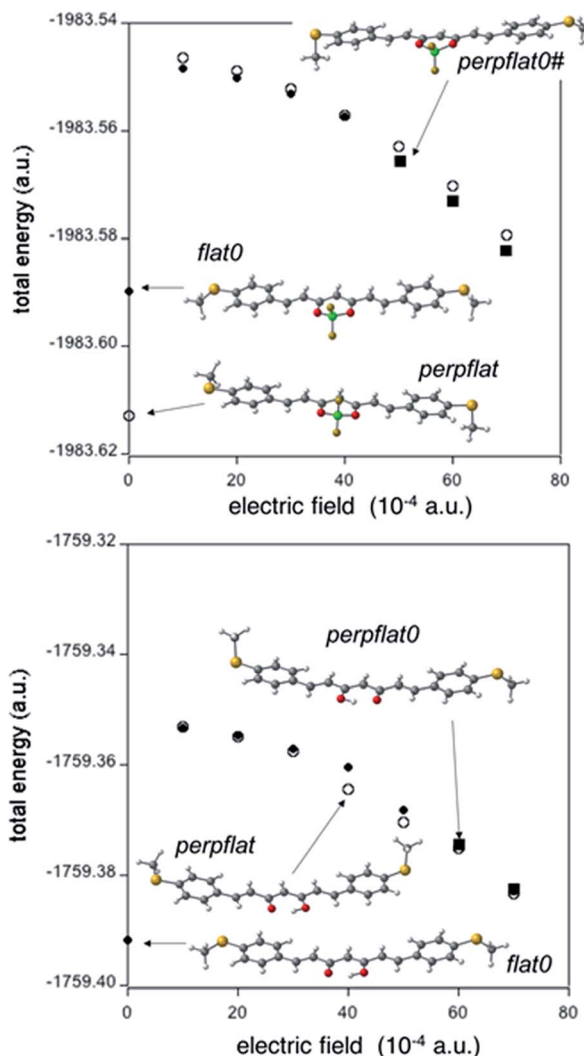 -1983.54
perpflat0#
-1983.56
total energy (a.u.)
-1983.58
flat0
-1983.60
perpflat
-1983.62
0 20 40 60 80
electric field (10-4 a.u.)
-1759.32
perpflat0
-1759.34
total energy (a.u.)
-1759.36
perpflat
-1759.38
flat0
-1759.40
0 20 40 60 80
electric field (10-4 a.u.)